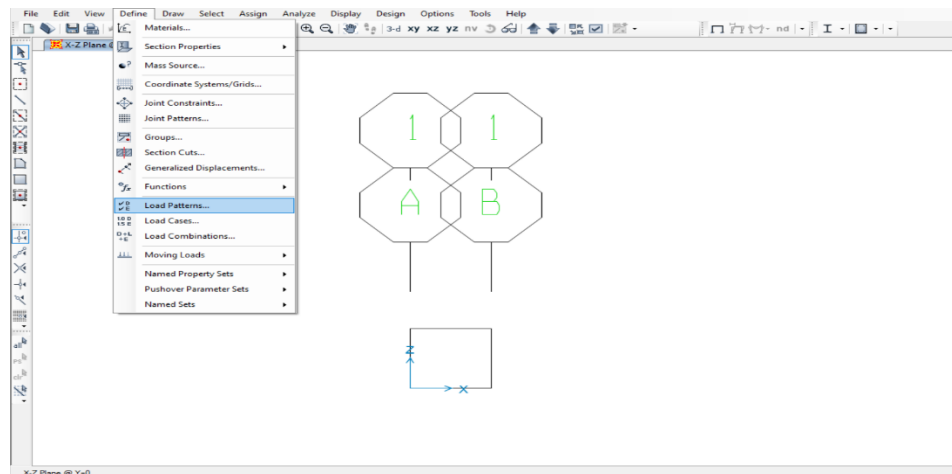 File Edit View Define Draw Select Assign Analyze Display Design Options Tools Help
3-d xy xz yz nv
nd
X-Z Plane @
Materials...
Section Properties
Mass Source...
Coordinate Systems/Grids...
Joint Constraints...
Joint Patterns...
Groups...
Section Cuts...
Generalized Displacements...
Functions
Load Patterns...
Load Cases...
Load Combinations...
Moving Loads
Named Property Sets
Pushover Parameter Sets
Named Sets
1 1
A B
Z
X
X-Z Plane @ Y=0